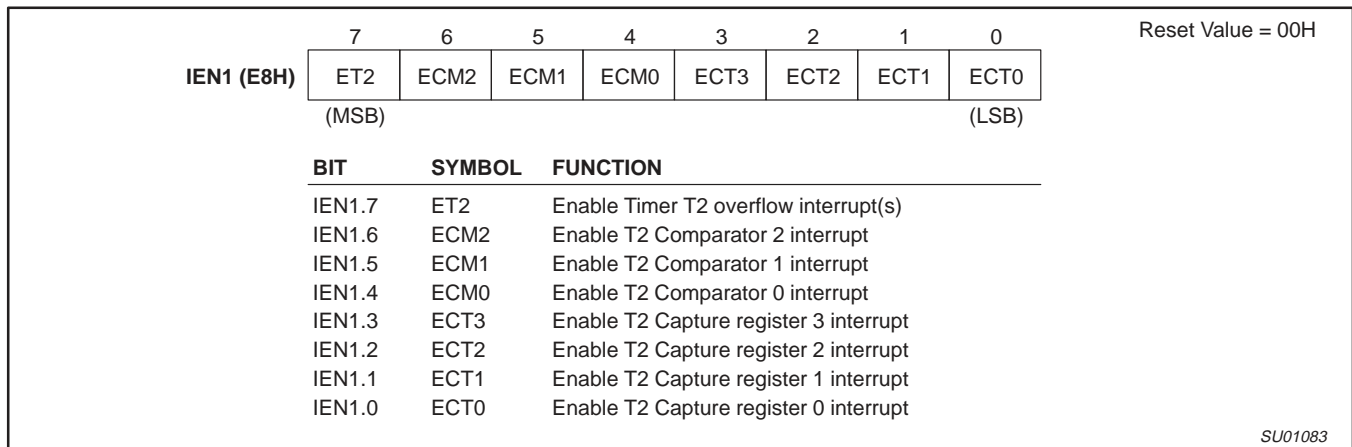 Reset Value = 00H
7 6 5 4 3 2 1 0
IEN1 (E8H) ET2 ECM2 ECM1 ECM0 ECT3 ECT2 ECT1 ECT0
(MSB) (LSB)
BIT SYMBOL FUNCTION
IEN1.7 ET2 Enable Timer T2 overflow interrupt(s)
IEN1.6 ECM2 Enable T2 Comparator 2 interrupt
IEN1.5 ECM1 Enable T2 Comparator 1 interrupt
IEN1.4 ECM0 Enable T2 Comparator 0 interrupt
IEN1.3 ECT3 Enable T2 Capture register 3 interrupt
IEN1.2 ECT2 Enable T2 Capture register 2 interrupt
IEN1.1 ECT1 Enable T2 Capture register 1 interrupt
IEN1.0 ECT0 Enable T2 Capture register 0 interrupt
SU01083